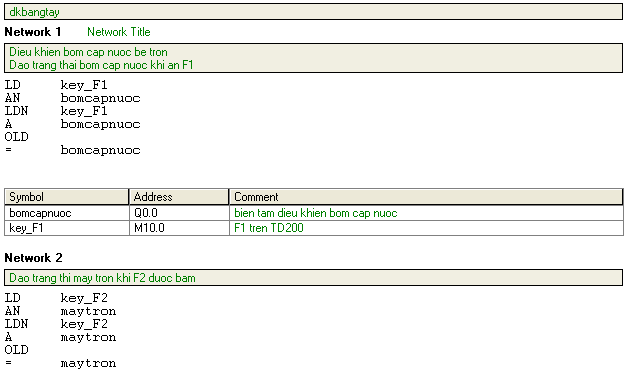 dkbangtay
Network 1 Network Title
Dieu khien bom cap nuoc be tron
Dao trang thai bom cap nuoc khi an F1
LD key_F1
AN bomcapnuoc
LDN key_F1
A bomcapnuoc
OLD
= bomcapnuoc
Symbol Address Comment
bomcapnuoc Q0.0 bien tam dieu khien bom cap nuoc
key_F1 M10.0 F1 tren TD200
Network 2
Dao trang thi may tron khi F2 duoc bam
LD key_F2
AN maytron
LDN key_F2
A maytron
OLD
= maytron